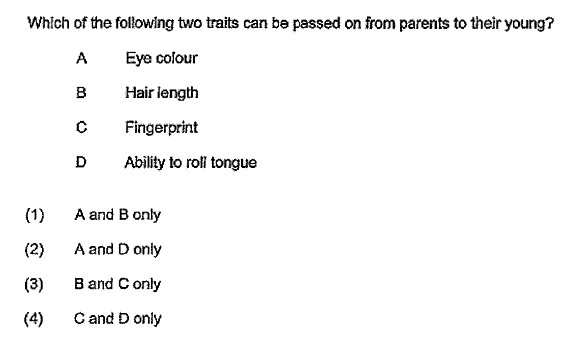 Which of the following two traits can be passed on from parents to their young?
A Eye colour
B Hair length
C Fingerprint
D Ability to roll tongue
(1) A and B only
(2) A and D only
(3) B and C only
(4) C and D only